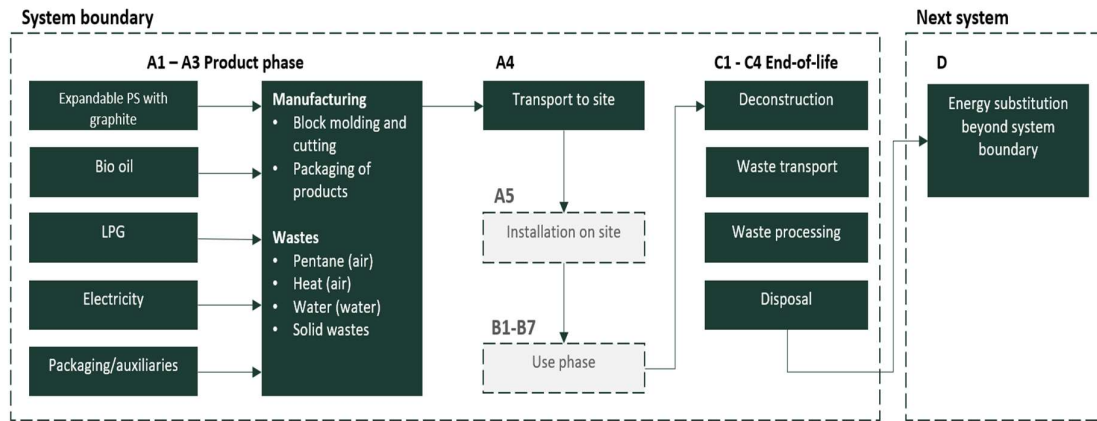 System boundary
Next system
A1 – A3 Product phase
A4
C1 - C4 End-of-life
D
Expandable PS with
graphite
Bio oil
LPG
Electricity
Packaging/auxiliaries
Manufacturing
• Block molding and
cutting
• Packaging of
products
Wastes
• Pentane (air)
• Heat (air)
• Water (water)
• Solid wastes
Transport to site
A5
Installation on site
B1-B7
Use phase
Deconstruction
Waste transport
Waste processing
Disposal
Energy substitution
beyond system
boundary